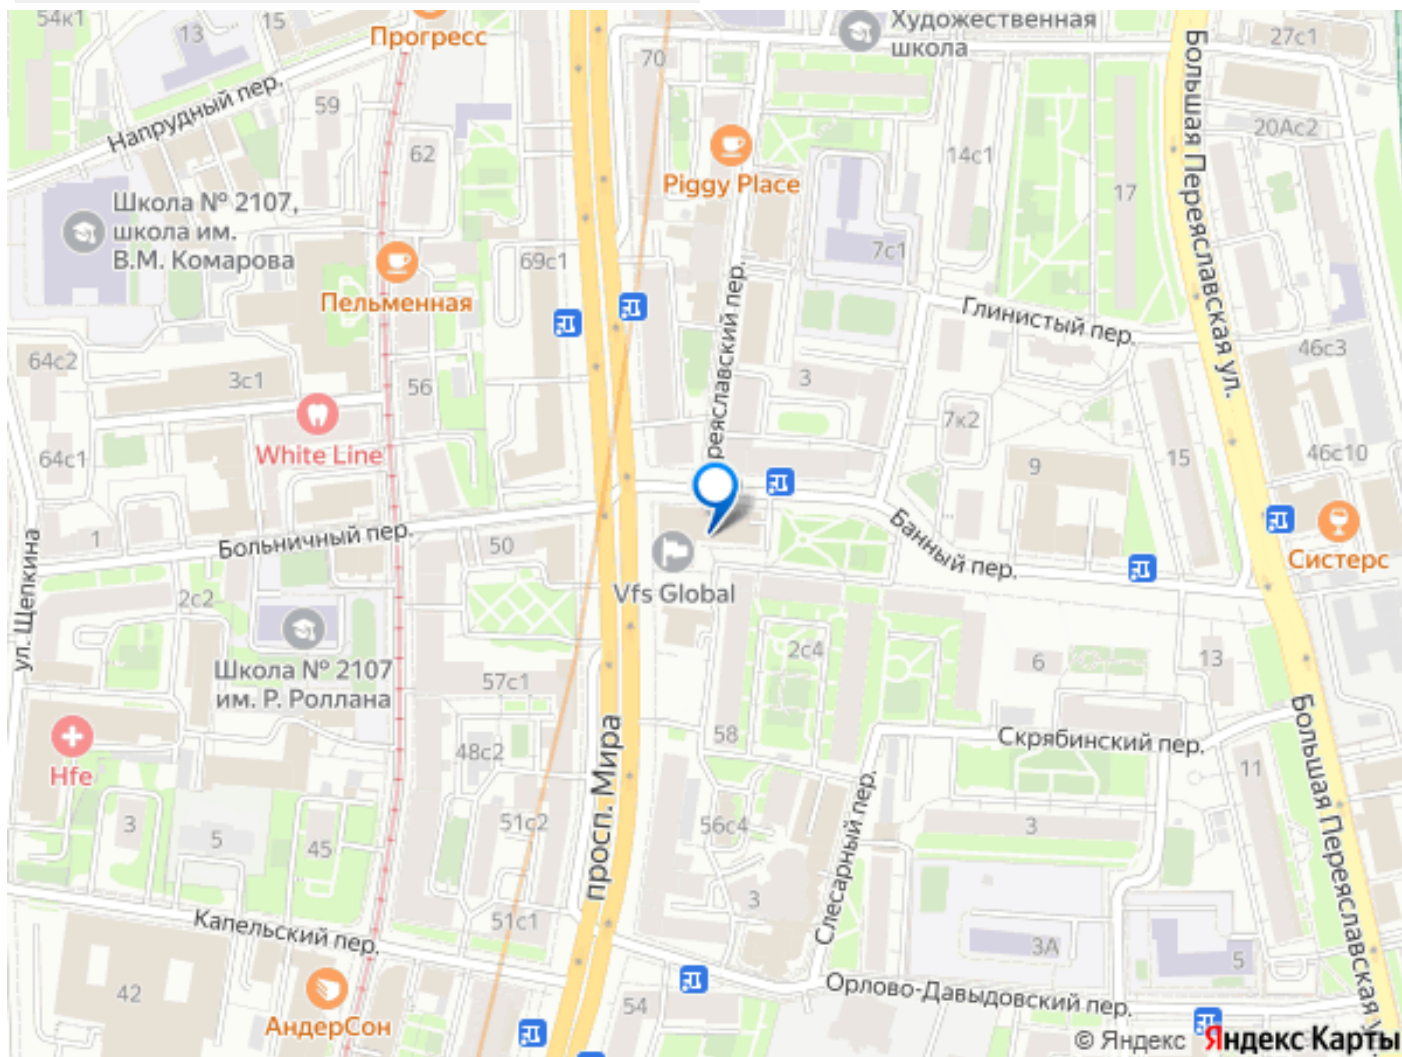 54к1
13
15
Прогресс
70
Художественная
школа
27с1
Большая Переяславская ул.
Напрудный пер.
59
62
Piggy Place
14с1
20Ас2
17
Школа № 2107,
школа им.
В.М. Комарова
Пельменная
69с1
7с1
Глинистый пер.
реяславский пер.
64с2
3с1
56
3
46с3
White Line
7к2
64с1
9
15
46с10
1
Больничный пер.
50
Банный пер.
Систерс
Vfs Global
ул. Щепкина
2с2
Школа № 2107
им. Р. Роллана
57с1
2с4
6
13
Hfe
48с2
просп. Мира
58
Скрябинский пер.
11
Большая Переяславская у
3
5
45
51с2
56с4
Слесарный пер.
3
3
Капельский пер.
51с1
3А
5
42
АндерСон
54
Орлово-Давыдовский пер.
© Яндекс Яндекс Карты